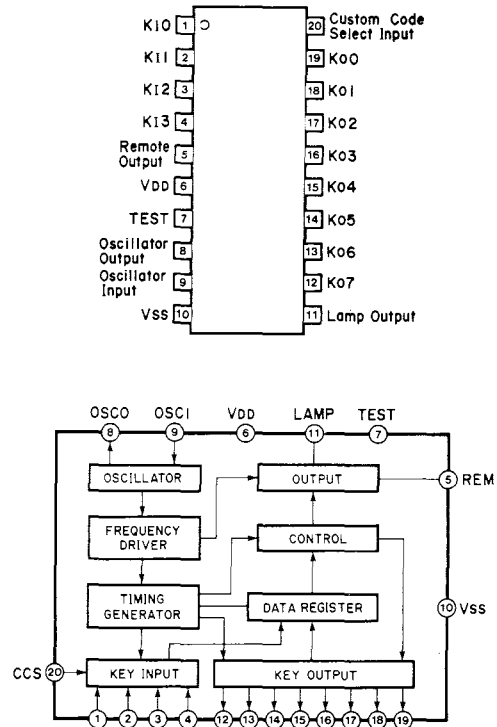 KI0 1
20 Custom Code
Select Input
KI1 2
19 KO0
KI2 3
18 KO1
KI3 4
17 KO2
Remote
Output 5
16 KO3
VDD 6
15 KO4
TEST 7
14 KO5
Oscillator
Output 8
13 KO6
Oscillator
Input 9
12 KO7
VSS 10
11 Lamp Output
OSCO OSCI VDD LAMP TEST
8 9 6 11 7
OSCILLATOR OUTPUT
5 REM
FREQUENCY
DRIVER
CONTROL
TIMING
GENERATOR
DATA REGISTER
10 VSS
CCS 20
KEY INPUT KEY OUTPUT
1 2 3 4 12 13 14 15 16 17 18 19